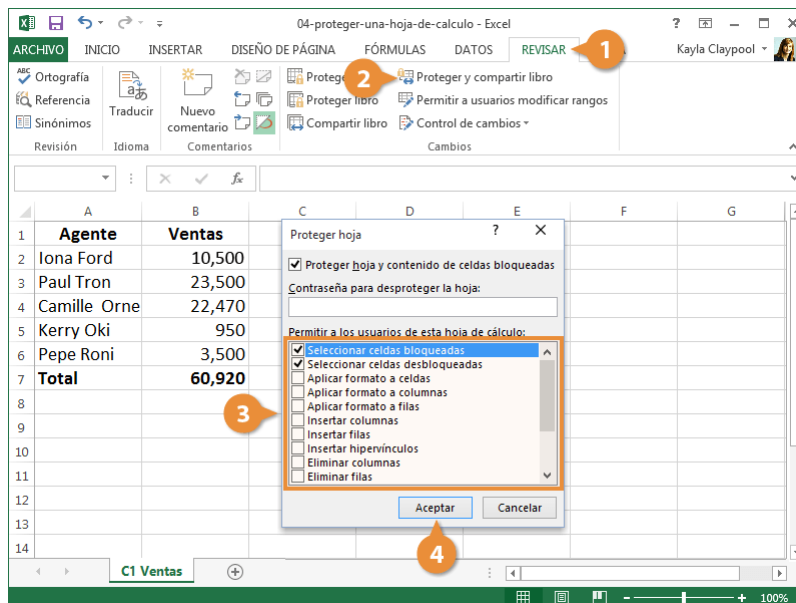 04-proteger-una-hoja-de-calculo - Excel
?
ARCHIVO INICIO INSERTAR DISEÑO DE PÁGINA FÓRMULAS DATOS REVISAR 1 Kayla Claypool
ABC Ortografía
Referencia
Sinónimos
Revisión
Traducir
Idioma
Nuevo comentario
Comentarios
2 Proteger y compartir libro
Proteger libro Permitir a usuarios modificar rangos
Compartir libro Control de cambios
Cambios
fx
A B C D E F G
1 Agente Ventas
2 Iona Ford 10,500
3 Paul Tron 23,500
4 Camille Orne 22,470
5 Kerry Oki 950
6 Pepe Roni 3,500
7 Total 60,920
8
9
10
11
12
13
14
Proteger hoja ?
Proteger hoja y contenido de celdas bloqueadas
Contraseña para desproteger la hoja:
Permitir a los usuarios de esta hoja de cálculo:
Seleccionar celdas bloqueadas
Seleccionar celdas desbloqueadas
Aplicar formato a celdas
Aplicar formato a columnas
Aplicar formato a filas
Insertar columnas
Insertar filas
Insertar hipervínculos
Eliminar columnas
Eliminar filas
3
Aceptar Cancelar
4
C1 Ventas
100%